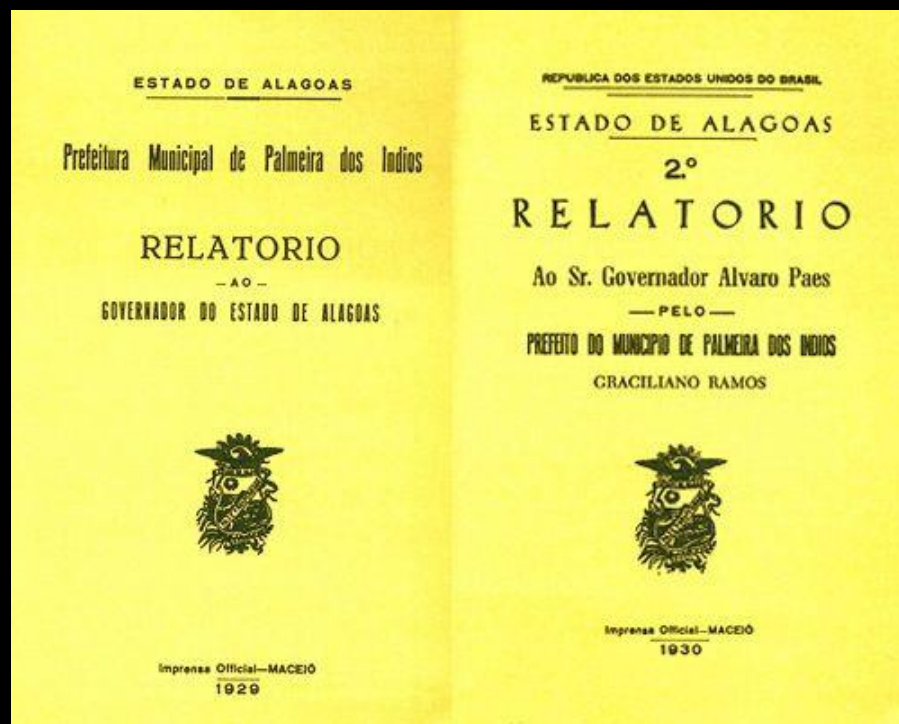 ESTADO DE ALAGOAS
Prefeitura Municipal de Palmeira dos Indios
RELATORIO
– AO –
GOVERNADOR DO ESTADO DE ALAGOAS
Imprensa Official—MACEIÓ
1929
REPUBLICA DOS ESTADOS UNIDOS DO BRASIL
ESTADO DE ALAGOAS
2.º
RELATORIO
Ao Sr. Governador Alvaro Paes
— PELO —
PREFEITO DO MUNICIPIO DE PALMEIRA DOS INDIOS
GRACILIANO RAMOS
Imprensa Official—MACEIÓ
1930